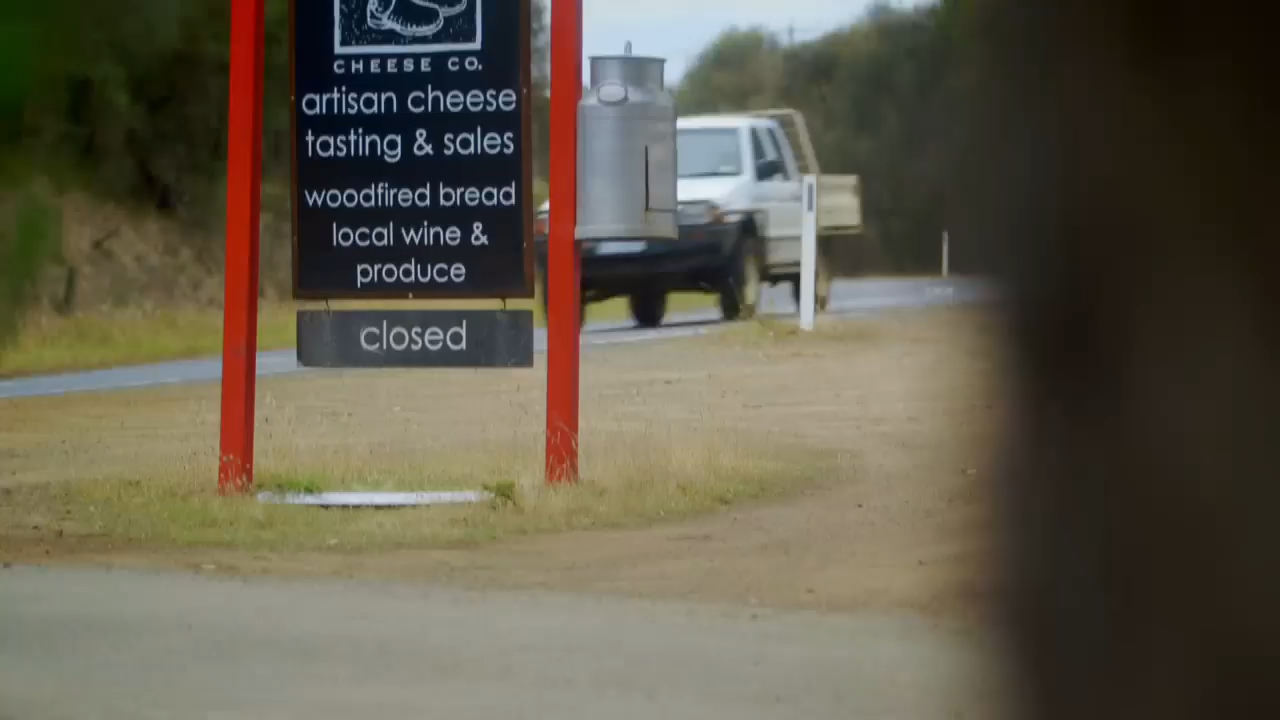 CHEESE CO.
artisan cheese
tasting & sales
woodfired bread
local wine &
produce
closed